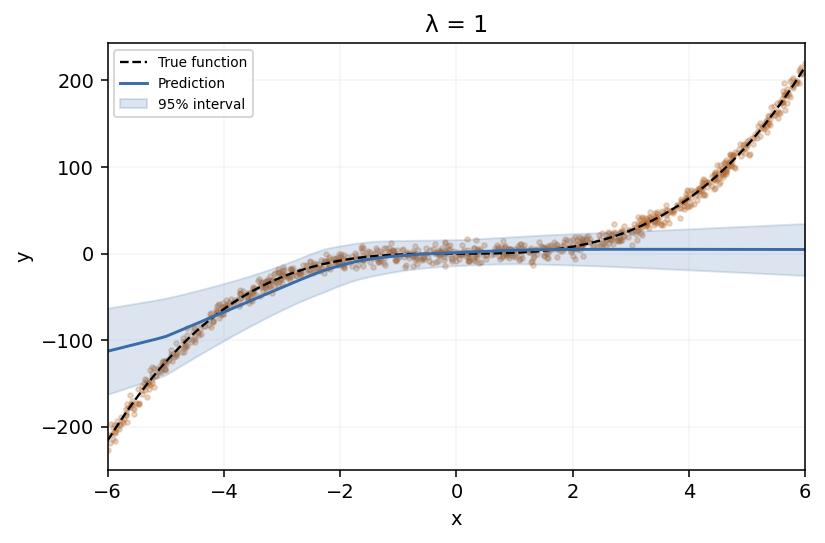 λ = 1
True function
Prediction
95% interval
200
100
0
−100
−200
y
−6
−4
−2
0
2
4
6
x